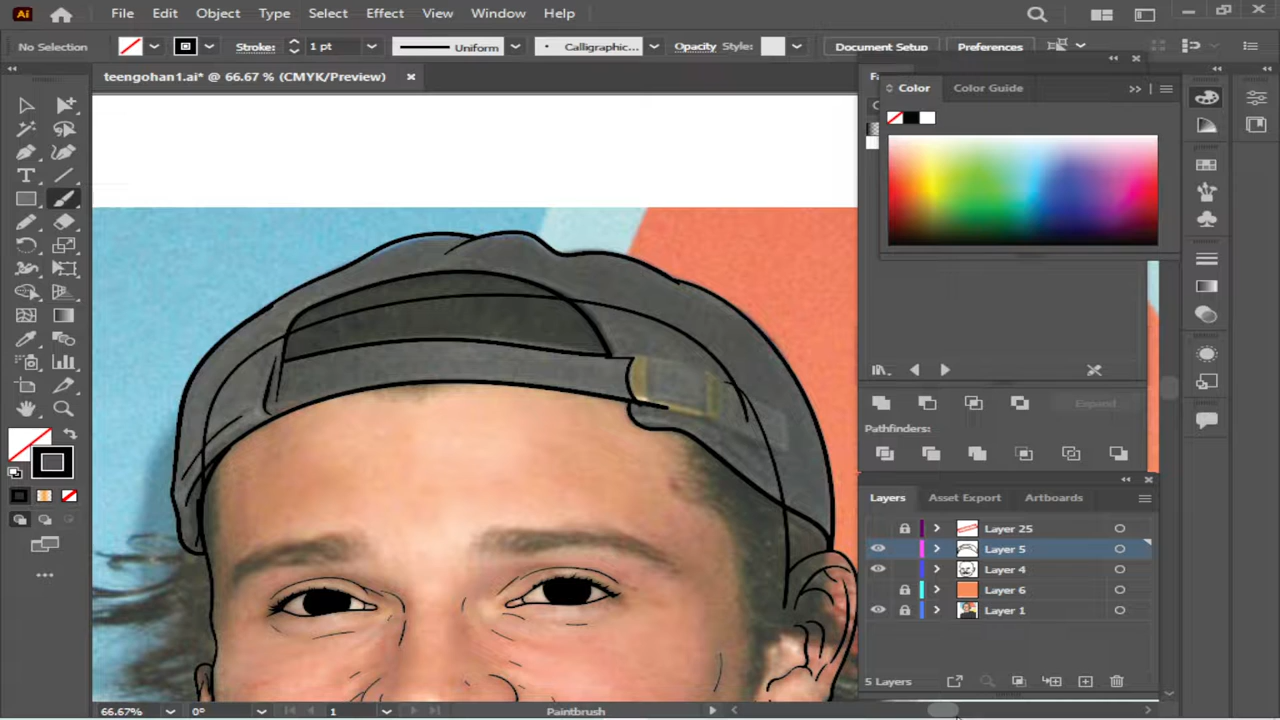 Ai File Edit Object Type Select Effect View Window Help
No Selection Stroke: 1 pt Uniform Calligraphic... Opacity Style: Document Setup Preferences
teengohan1.ai* @ 66.67 % (CMYK/Preview)
Color Color Guide
Expand
Pathfinders:
Layers Asset Export Artboards
Layer 25
Layer 5
Layer 4
Layer 6
Layer 1
5 Layers
66.67% 0° 1 Paintbrush